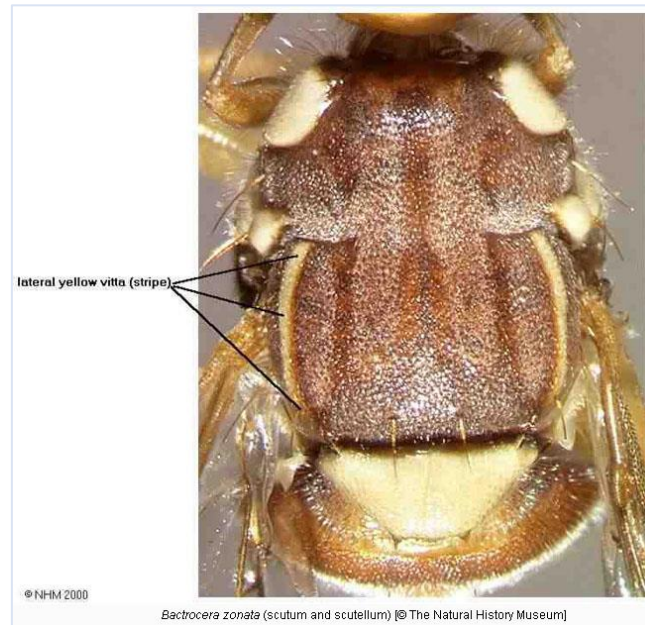 lateral yellow vitta (stripe)
© NHM 2000
Bactrocera zonata (scutum and scutellum) [© The Natural History Museum]